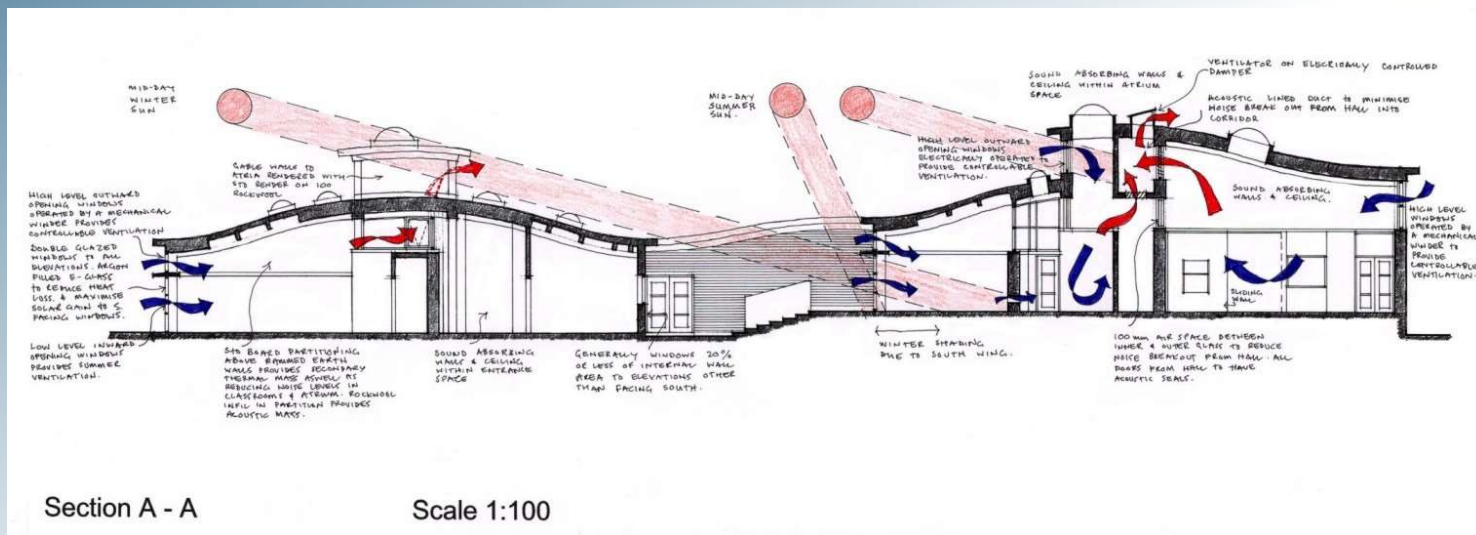 MID-DAY
WINTER
SUN
GABLE WALLS TO
ATRIA RENDERED WITH
STO RENDER ON 100
ROCKWOOL
HIGH LEVEL OUTWARD
OPENING WINDOWS
OPERATED BY A MECHANICAL
WINDER PROVIDES
CONTROLLABLE VENTILATION
DOUBLE GLAZED
WINDOWS TO ALL
ELEVATIONS. ARGON
FILLED E-GLASS
TO REDUCE HEAT
LOSS. & MAXIMISE
SOLAR GAIN TO S.
FACING WINDOWS.
LOW LEVEL INWARD
OPENING WINDOWS
PROVIDES SUMMER
VENTILATION.
STO BOARD PARTITIONING
ABOVE RAMMED EARTH
WALLS PROVIDES SECONDARY
THERMAL MASS ASWELL AS
REDUCING NOISE LEVELS IN
CLASSROOMS & ATRIUM. ROCKWOOL
INFIL IN PARTITION PROVIDES
ACOUSTIC MASS.
SOUND ABSORBING
WALLS & CEILING
WITHIN ENTRANCE
SPACE
GENERALLY WINDOWS 20%
OR LESS OF INTERNAL WALL
AREA TO ELEVATIONS OTHER
THAN FACING SOUTH.
MID-DAY
SUMMER
SUN.
WINTER SHADING
DUE TO SOUTH WING.
HIGH LEVEL OUTWARD
OPENING WINDOWS
ELECTRICALLY OPERATED TO
PROVIDE CONTROLLABLE
VENTILATION.
SOUND ABSORBING WALLS &
CEILING WITHIN ATRIUM
SPACE
VENTILATOR ON ELECRICALLY CONTROLLED
DAMPER
ACOUSTIC LINED DUCT TO MINIMISE
NOISE BREAK OUT FROM HALL INTO
CORRIDOR
SOUND ABSORBING
WALLS & CEILING.
HIGH LEVEL
WINDOWS
OPERATED BY
A MECHANICAL
WINDER TO
PROVIDE
CONTROLLABLE
VENTILATION.
SLIDING
WALL
100mm AIR SPACE BETWEEN
INNER & OUTER GLASS TO REDUCE
NOISE BREAKOUT FROM HALL. ALL
DOORS FROM HALL TO HAVE
ACOUSTIC SEALS.
Section A - A
Scale 1:100